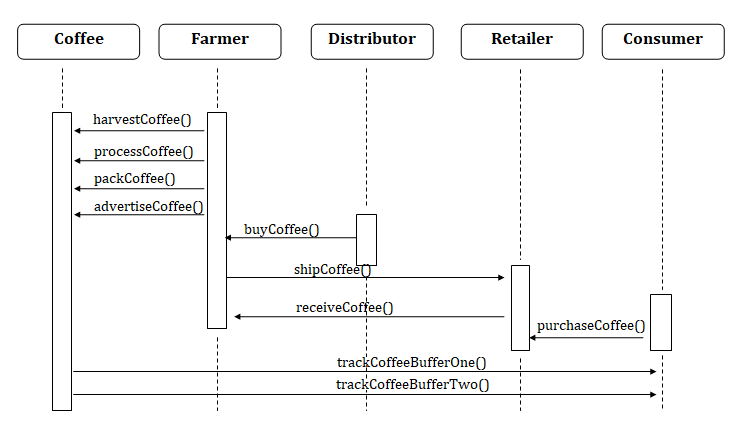 Coffee Farmer Distributor Retailer Consumer
harvestCoffee()
processCoffee()
packCoffee()
advertiseCoffee()
buyCoffee()
shipCoffee()
receiveCoffee()
purchaseCoffee()
trackCoffeeBufferOne()
trackCoffeeBufferTwo()